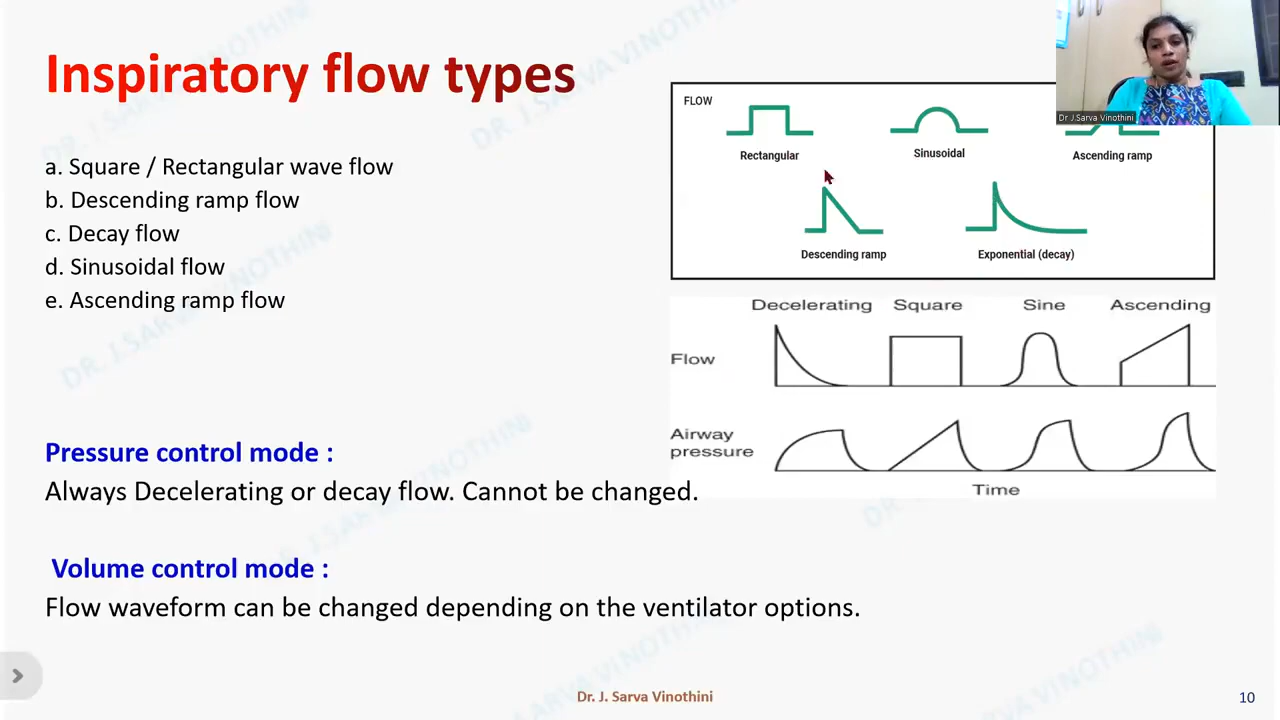 Inspiratory flow types
a. Square / Rectangular wave flow
b. Descending ramp flow
c. Decay flow
d. Sinusoidal flow
e. Ascending ramp flow
FLOW
Rectangular
Sinusoidal
Ascending ramp
Descending ramp
Exponential (decay)
Dr J.Sarva Vinothini
Decelerating Square Sine Ascending
Flow
Airway
pressure
Time
Pressure control mode :
Always Decelerating or decay flow. Cannot be changed.
Volume control mode :
Flow waveform can be changed depending on the ventilator options.
Dr. J. Sarva Vinothini
10